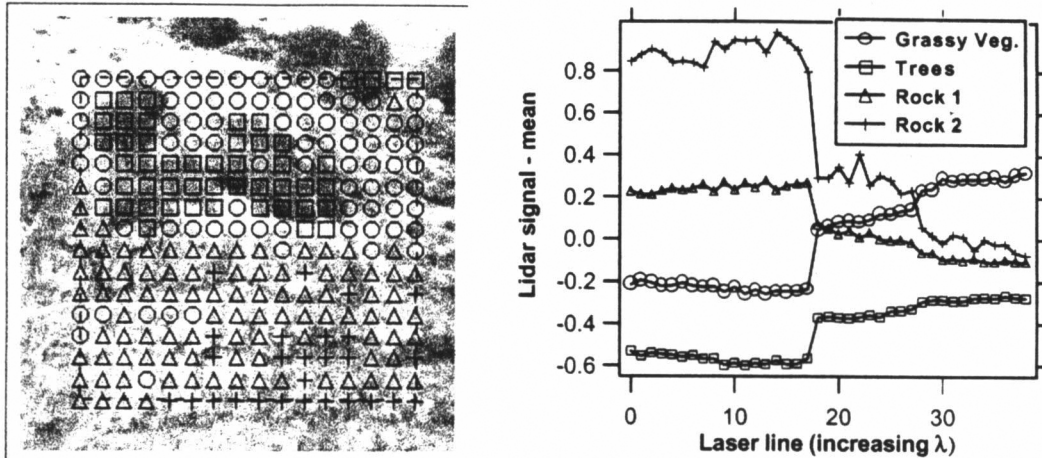 Grassy Veg.
Trees
Rock 1
Rock 2
0.8
0.6
0.4
0.2
0.0
-0.2
-0.4
-0.6
Lidar signal - mean
0
10
20
30
Laser line (increasing λ)